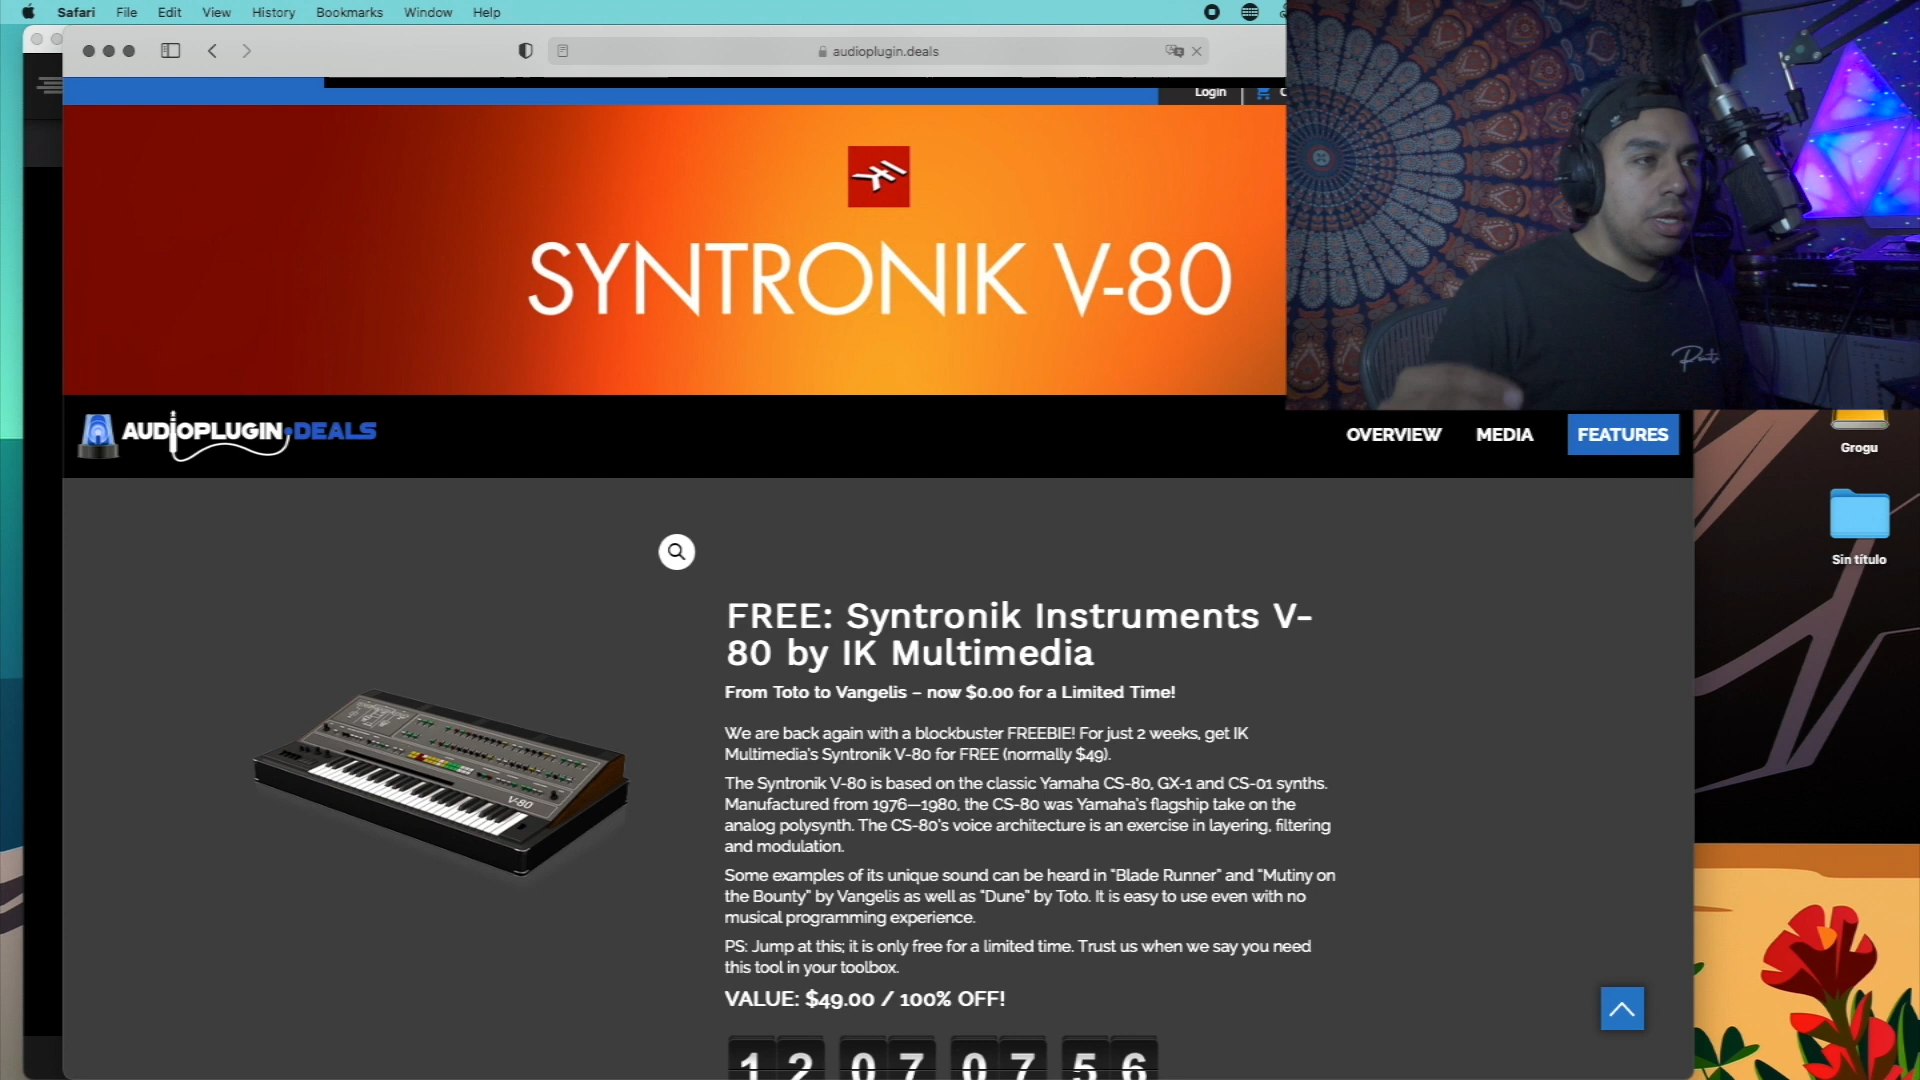 Safari File Edit View History Bookmarks Window Help
audioplugin.deals
Login
SYNTRONIK V-80
AUDIOPLUGIN.DEALS
OVERVIEW MEDIA FEATURES
Grogu
Sin título
FREE: Syntronik Instruments V-
80 by IK Multimedia
From Toto to Vangelis – now $0.00 for a Limited Time!
We are back again with a blockbuster FREEBIE! For just 2 weeks, get IK
Multimedia's Syntronik V-80 for FREE (normally $49).
The Syntronik V-80 is based on the classic Yamaha CS-80, GX-1 and CS-01 synths.
Manufactured from 1976—1980, the CS-80 was Yamaha's flagship take on the
analog polysynth. The CS-80's voice architecture is an exercise in layering, filtering
and modulation.
Some examples of its unique sound can be heard in "Blade Runner" and "Mutiny on
the Bounty" by Vangelis as well as "Dune" by Toto. It is easy to use even with no
musical programming experience.
PS: Jump at this; it is only free for a limited time. Trust us when we say you need
this tool in your toolbox.
VALUE: $49.00 / 100% OFF!
12 07 07 56
V-80